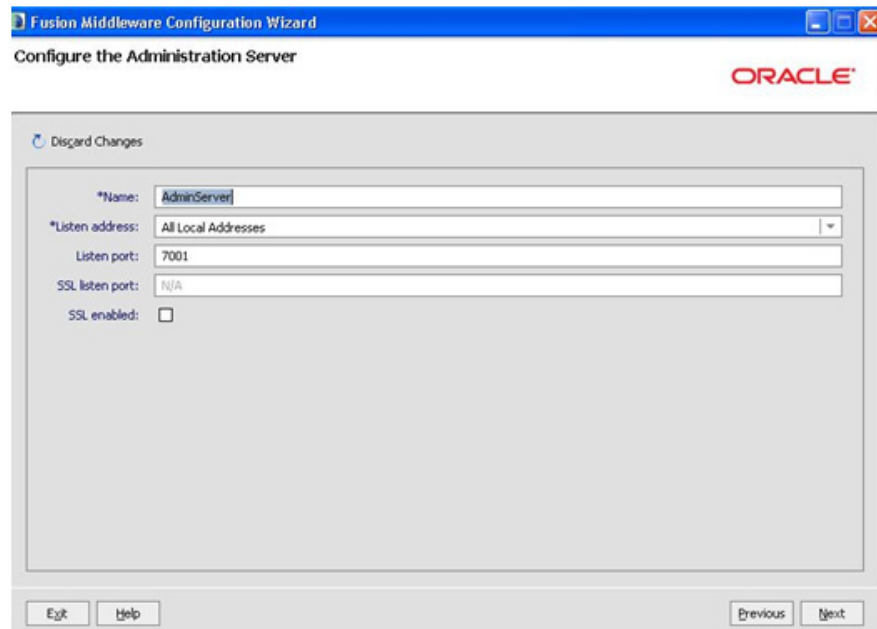 Fusion Middleware Configuration Wizard
Configure the Administration Server
ORACLE
Discard Changes
*Name: AdminServer
*Listen address: All Local Addresses
Listen port: 7001
SSL listen port: N/A
SSL enabled:
Exit Help Previous Next